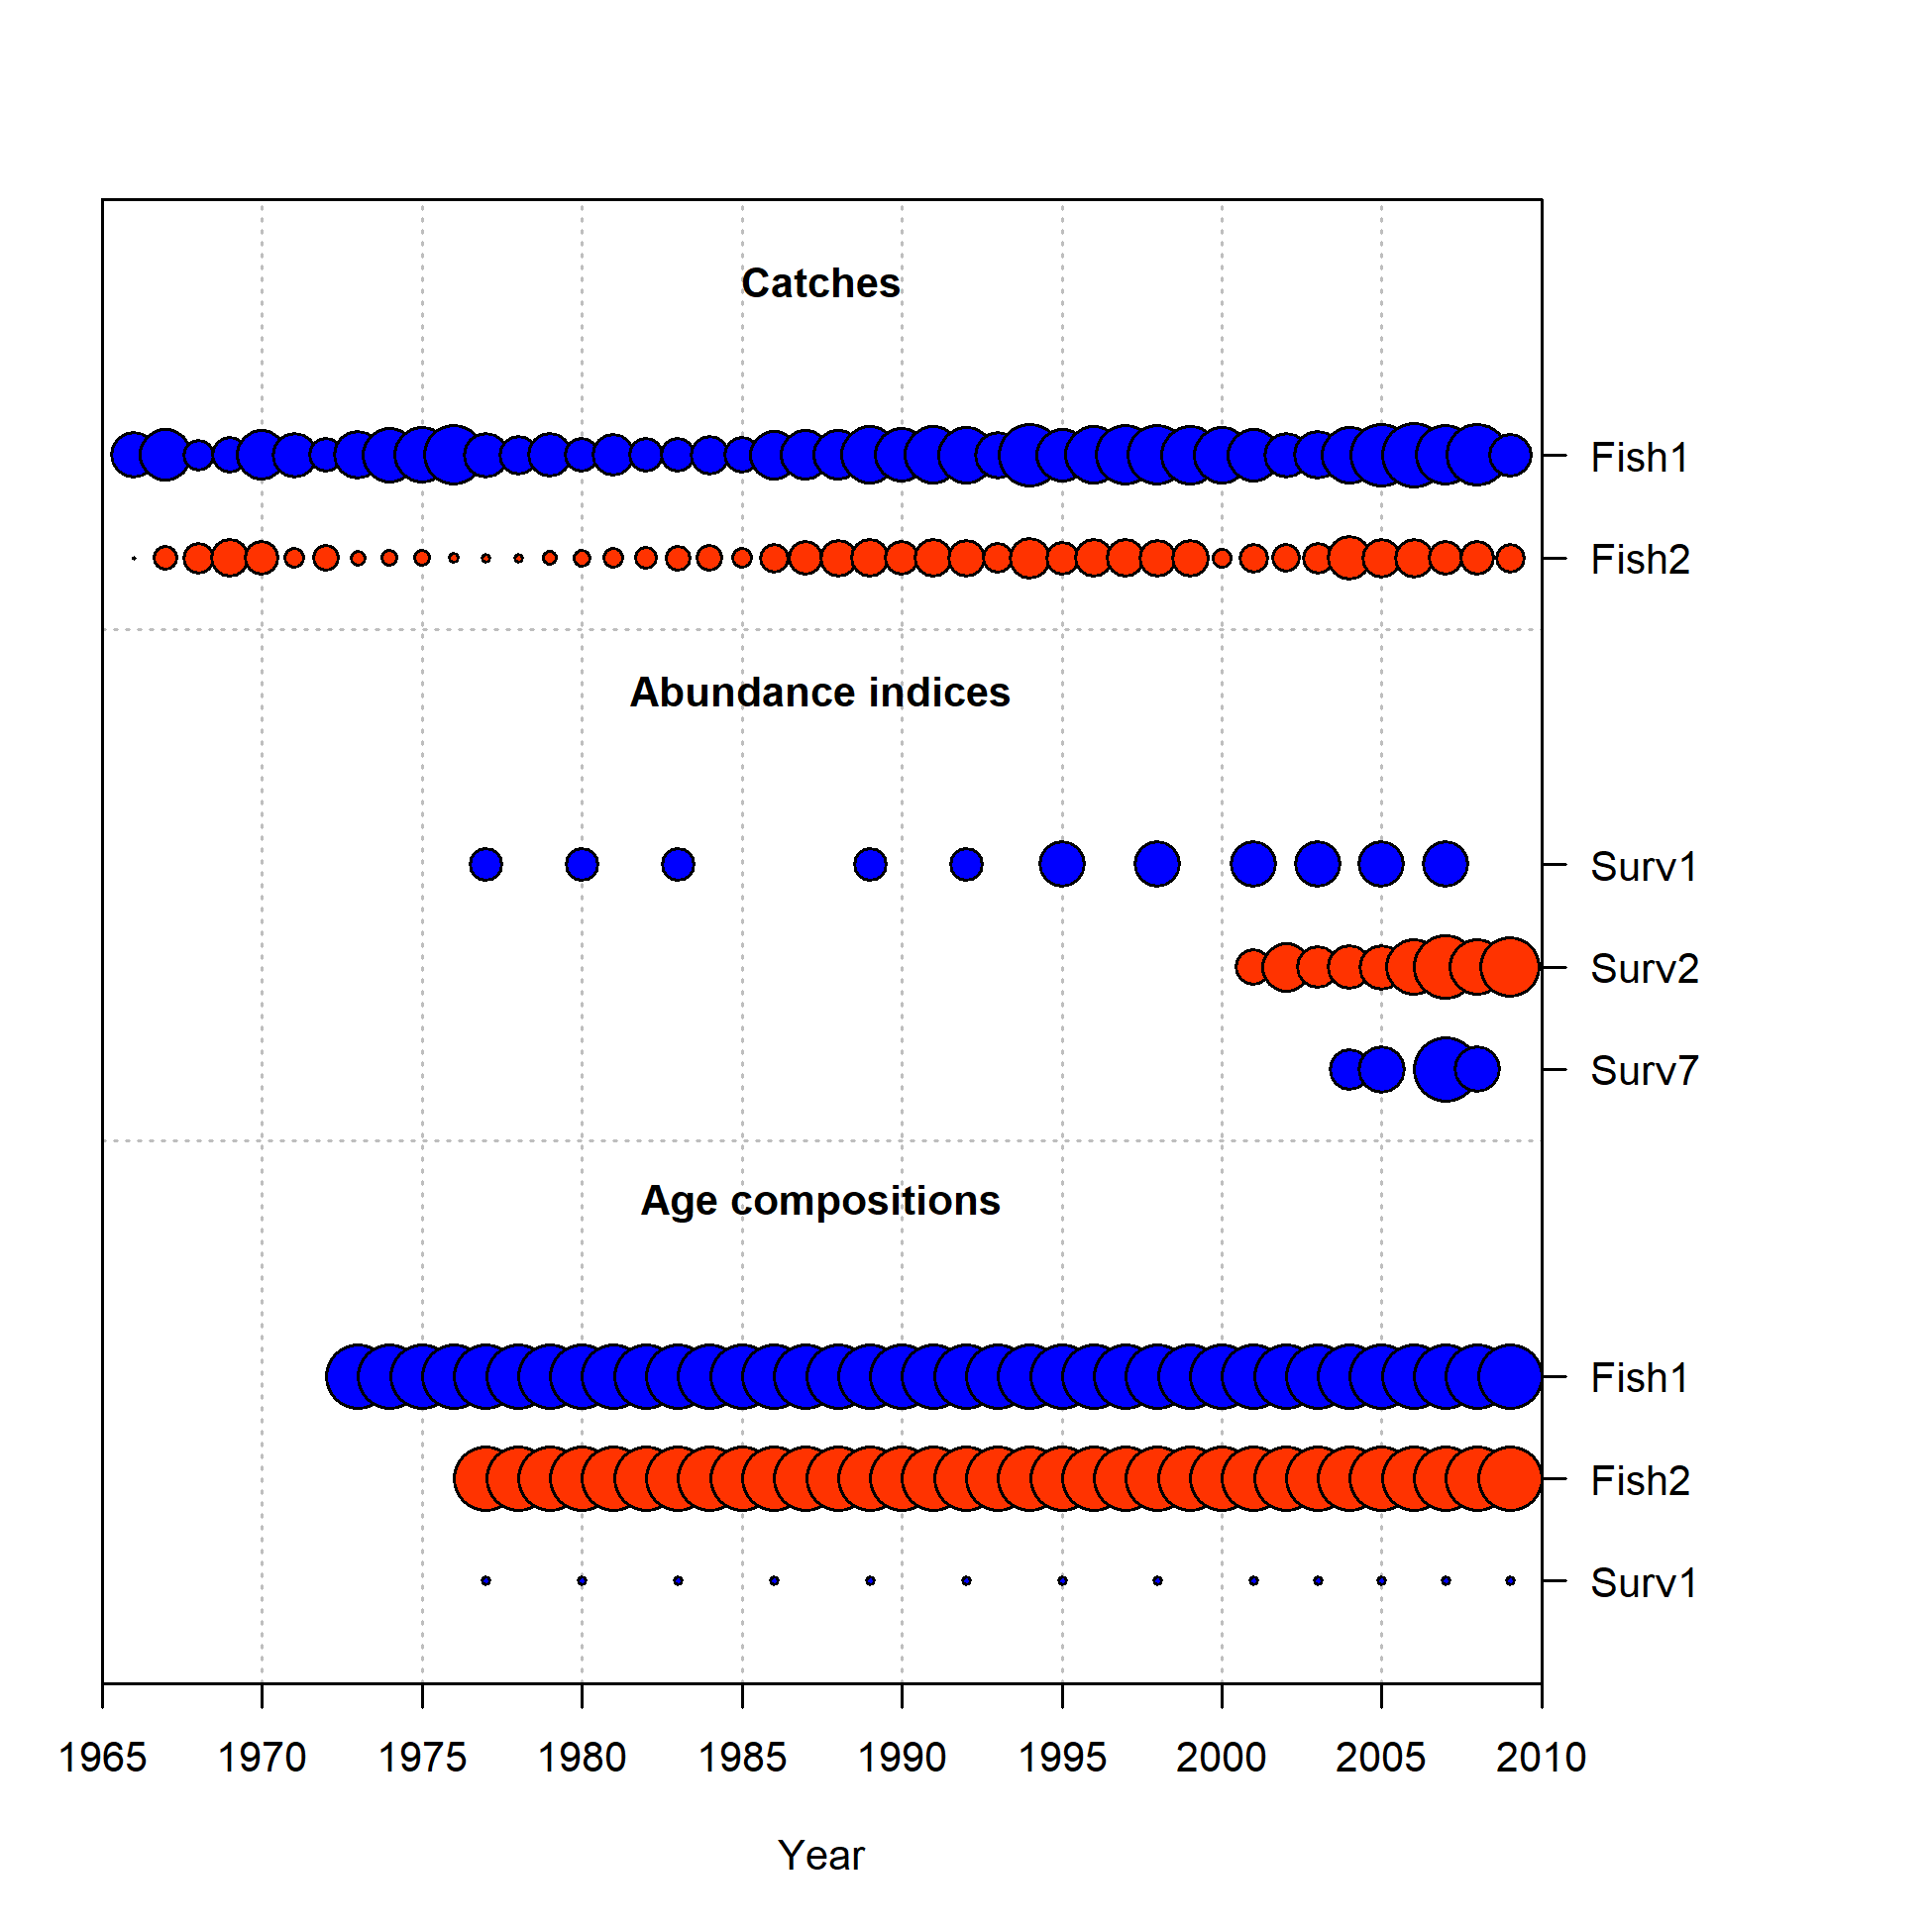 Catches
Fish1
Fish2
Abundance indices
Surv1
Surv2
Surv7
Age compositions
Fish1
Fish2
Surv1
1965 1970 1975 1980 1985 1990 1995 2000 2005 2010
Year